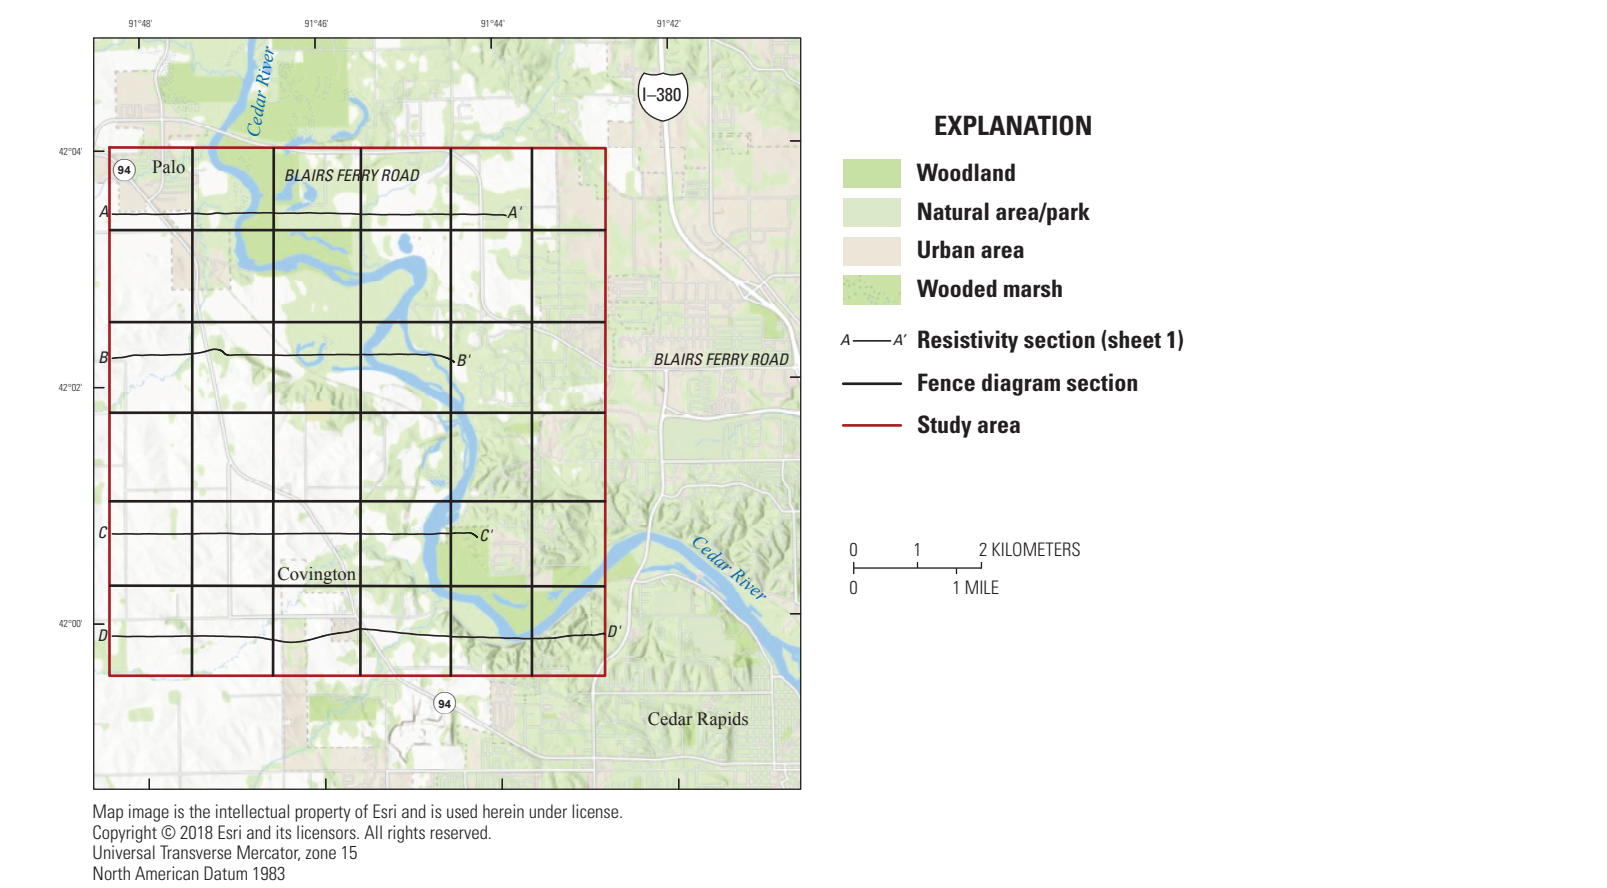 91°48'
91°46'
91°44'
91°42'
Cedar River
I–380
42°04'
94
Palo
BLAIRS FERRY ROAD
A
A'
B
B'
BLAIRS FERRY ROAD
42°02'
C
C'
Cedar River
Covington
42°00'
D
D'
94
Cedar Rapids
EXPLANATION
Woodland
Natural area/park
Urban area
Wooded marsh
A A' Resistivity section (sheet 1)
Fence diagram section
Study area
0 1 2 KILOMETERS
0 1 MILE
Map image is the intellectual property of Esri and is used herein under license.
Copyright © 2018 Esri and its licensors. All rights reserved.
Universal Transverse Mercator, zone 15
North American Datum 1983